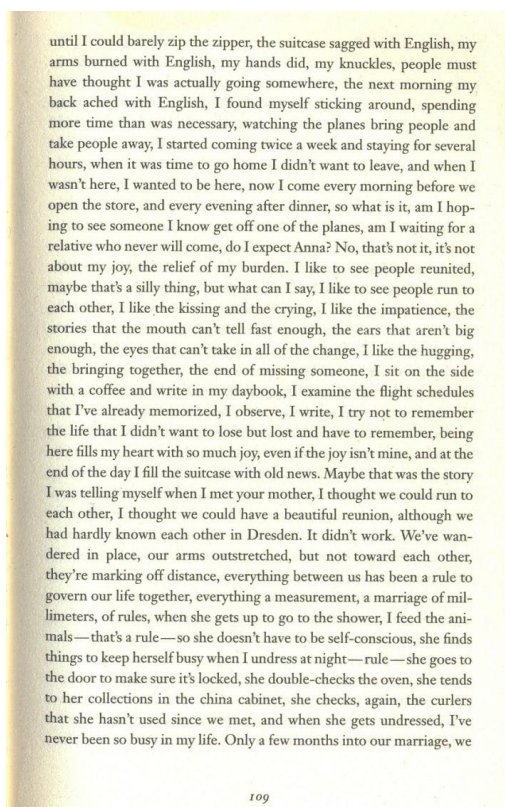 until I could barely zip the zipper, the suitcase sagged with English, my
arms burned with English, my hands did, my knuckles, people must
have thought I was actually going somewhere, the next morning my
back ached with English, I found myself sticking around, spending
more time than was necessary, watching the planes bring people and
take people away, I started coming twice a week and staying for several
hours, when it was time to go home I didn't want to leave, and when I
wasn't here, I wanted to be here, now I come every morning before we
open the store, and every evening after dinner, so what is it, am I hop-
ing to see someone I know get off one of the planes, am I waiting for a
relative who never will come, do I expect Anna? No, that's not it, it's not
about my joy, the relief of my burden. I like to see people reunited,
maybe that's a silly thing, but what can I say, I like to see people run to
each other, I like the kissing and the crying, I like the impatience, the
stories that the mouth can't tell fast enough, the ears that aren't big
enough, the eyes that can't take in all of the change, I like the hugging,
the bringing together, the end of missing someone, I sit on the side
with a coffee and write in my daybook, I examine the flight schedules
that I've already memorized, I observe, I write, I try not to remember
the life that I didn't want to lose but lost and have to remember, being
here fills my heart with so much joy, even if the joy isn't mine, and at the
end of the day I fill the suitcase with old news. Maybe that was the story
I was telling myself when I met your mother, I thought we could run to
each other, I thought we could have a beautiful reunion, although we
had hardly known each other in Dresden. It didn't work. We've wan-
dered in place, our arms outstretched, but not toward each other,
they're marking off distance, everything between us has been a rule to
govern our life together, everything a measurement, a marriage of mil-
limeters, of rules, when she gets up to go to the shower, I feed the ani-
mals—that's a rule—so she doesn't have to be self-conscious, she finds
things to keep herself busy when I undress at night—rule—she goes to
the door to make sure it's locked, she double-checks the oven, she tends
to her collections in the china cabinet, she checks, again, the curlers
that she hasn't used since we met, and when she gets undressed, I've
never been so busy in my life. Only a few months into our marriage, we
109